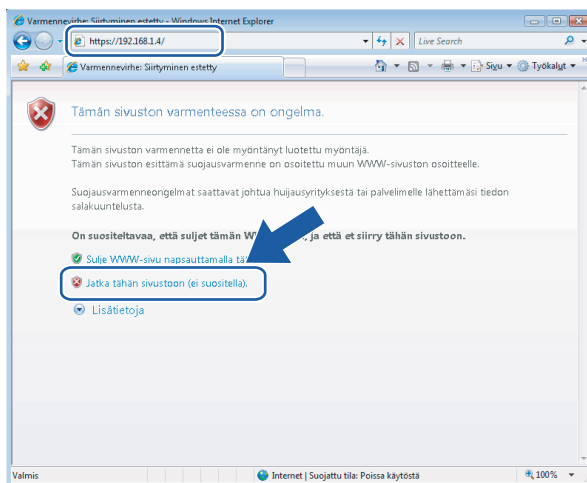 Varmennevirhe: Siirtyminen estetty - Windows Internet Explorer
https://192.168.1.4/
Live Search
Varmennevirhe: Siirtyminen estetty
Sivu
Työkalut
Tämän sivuston varmenteessa on ongelma.
Tämän sivuston varmennetta ei ole myöntänyt luotettu myöntäjä.
Tämän sivuston esittämä suojausvarmenne on osoitettu muun WWW-sivuston osoitteelle.
Suojausvarmenneongelmat saattavat johtua huijausyrityksestä tai palvelimelle lähettämäsi tiedon
salakuuntelusta.
On suositeltavaa, että suljet tämän ja että et siirry tähän sivustoon.
Sulje WWW-sivu napsauttamalla
Jatka tähän sivustoon (ei suositella).
Lisätietoja
Valmis
Internet | Suojattu tila: Poissa käytöstä
100%